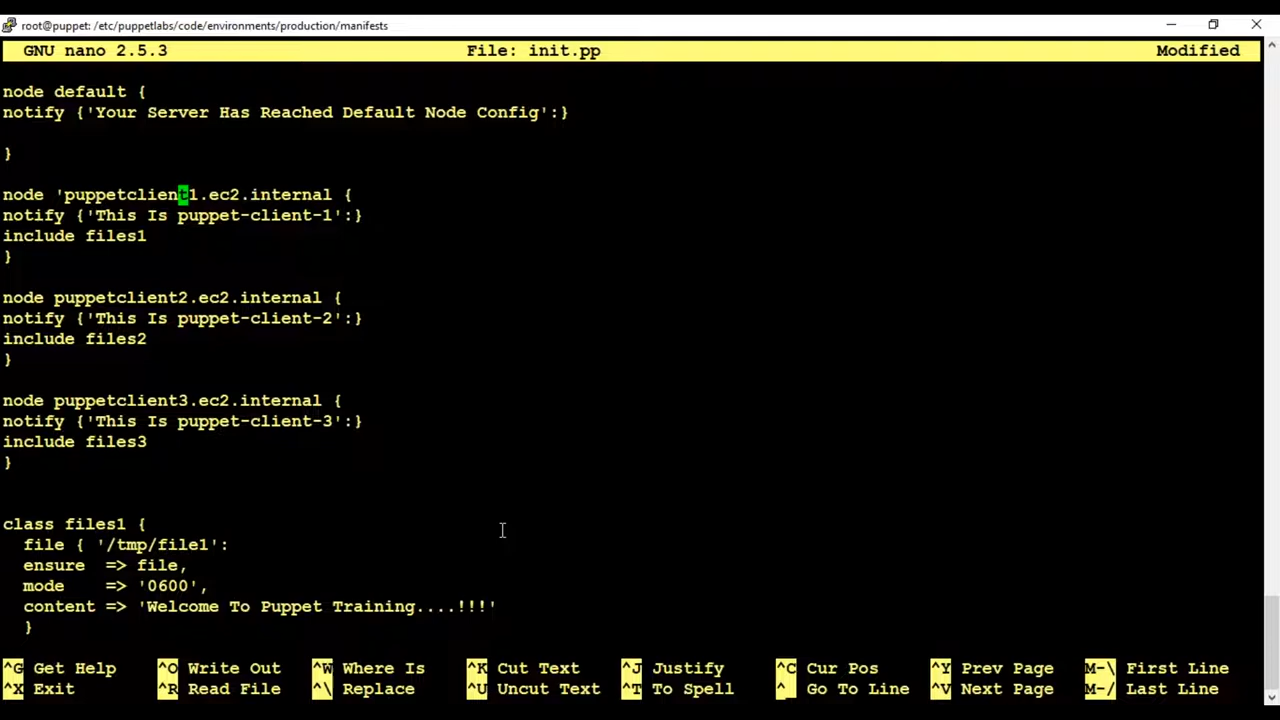 root@puppet: /etc/puppetlabs/code/environments/production/manifests
GNU nano 2.5.3 File: init.pp Modified
node default {
notify {'Your Server Has Reached Default Node Config':}
}
node 'puppetclient1.ec2.internal {
notify {'This Is puppet-client-1':}
include files1
}
node puppetclient2.ec2.internal {
notify {'This Is puppet-client-2':}
include files2
}
node puppetclient3.ec2.internal {
notify {'This Is puppet-client-3':}
include files3
}
class files1 {
file { '/tmp/file1':
ensure => file,
mode => '0600',
content => 'Welcome To Puppet Training....!!!'
}
^G Get Help ^O Write Out ^W Where Is ^K Cut Text ^J Justify ^C Cur Pos ^Y Prev Page M-\ First Line
^X Exit ^R Read File ^\ Replace ^U Uncut Text ^T To Spell ^_ Go To Line ^V Next Page M-/ Last Line